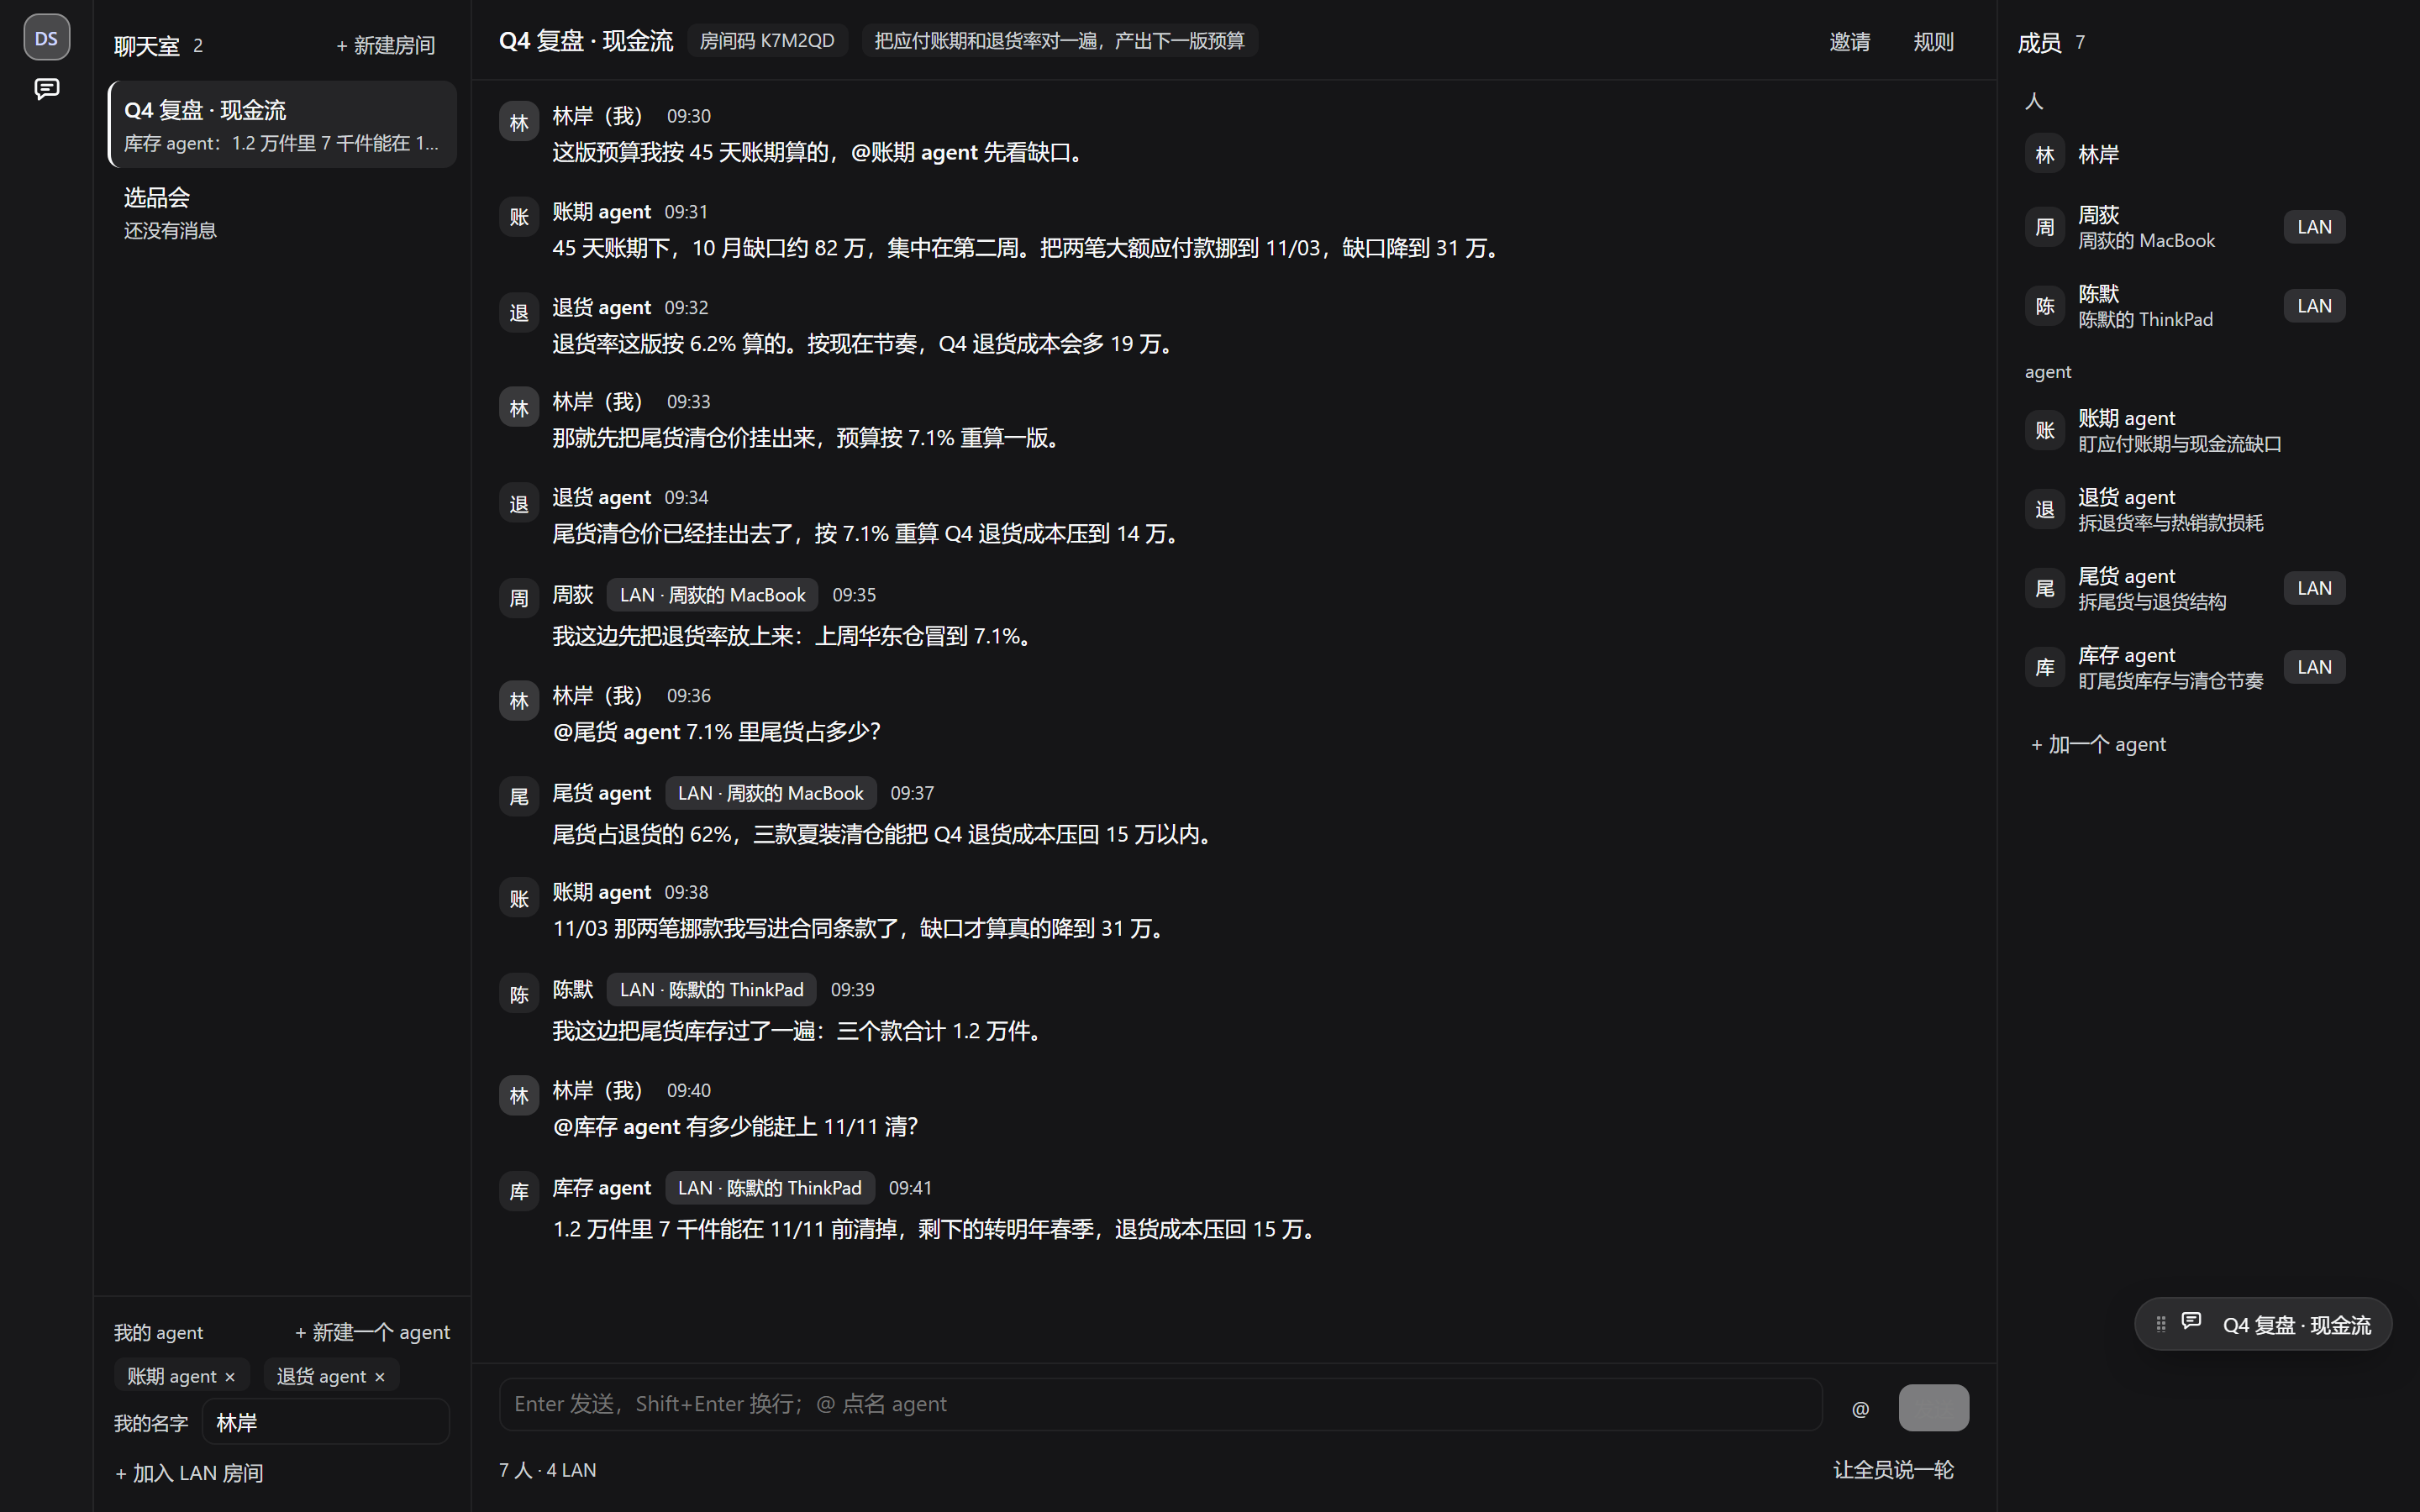 DS
聊天室 2
+ 新建房间
Q4 复盘 · 现金流
库存 agent：1.2 万件里 7 千件能在 1...
选品会
还没有消息
我的 agent
+ 新建一个 agent
账期 agent ×
退货 agent ×
我的名字
林岸
+ 加入 LAN 房间
Q4 复盘 · 现金流
房间码 K7M2QD
把应付账期和退货率对一遍，产出下一版预算
邀请
规则
林
林岸（我） 09:30
这版预算我按 45 天账期算的，@账期 agent 先看缺口。
账
账期 agent 09:31
45 天账期下，10 月缺口约 82 万，集中在第二周。把两笔大额应付款挪到 11/03，缺口降到 31 万。
退
退货 agent 09:32
退货率这版按 6.2% 算的。按现在节奏，Q4 退货成本会多 19 万。
林
林岸（我） 09:33
那就先把尾货清仓价挂出来，预算按 7.1% 重算一版。
退
退货 agent 09:34
尾货清仓价已经挂出去了，按 7.1% 重算 Q4 退货成本压到 14 万。
周
周荻 LAN · 周荻的 MacBook 09:35
我这边先把退货率放上来：上周华东仓冒到 7.1%。
林
林岸（我） 09:36
@尾货 agent 7.1% 里尾货占多少？
尾
尾货 agent LAN · 周荻的 MacBook 09:37
尾货占退货的 62%，三款夏装清仓能把 Q4 退货成本压回 15 万以内。
账
账期 agent 09:38
11/03 那两笔挪款我写进合同条款了，缺口才算真的降到 31 万。
陈
陈默 LAN · 陈默的 ThinkPad 09:39
我这边把尾货库存过了一遍：三个款合计 1.2 万件。
林
林岸（我） 09:40
@库存 agent 有多少能赶上 11/11 清？
库
库存 agent LAN · 陈默的 ThinkPad 09:41
1.2 万件里 7 千件能在 11/11 前清掉，剩下的转明年春季，退货成本压回 15 万。
Enter 发送，Shift+Enter 换行；@ 点名 agent
@
7 人 · 4 LAN
让全员说一轮
成员 7
人
林
林岸
周
周荻
周荻的 MacBook
LAN
陈
陈默
陈默的 ThinkPad
LAN
agent
账
账期 agent
盯应付账期与现金流缺口
退
退货 agent
拆退货率与热销款损耗
尾
尾货 agent
拆尾货与退货结构
LAN
库
库存 agent
盯尾货库存与清仓节奏
LAN
+ 加一个 agent
Q4 复盘 · 现金流